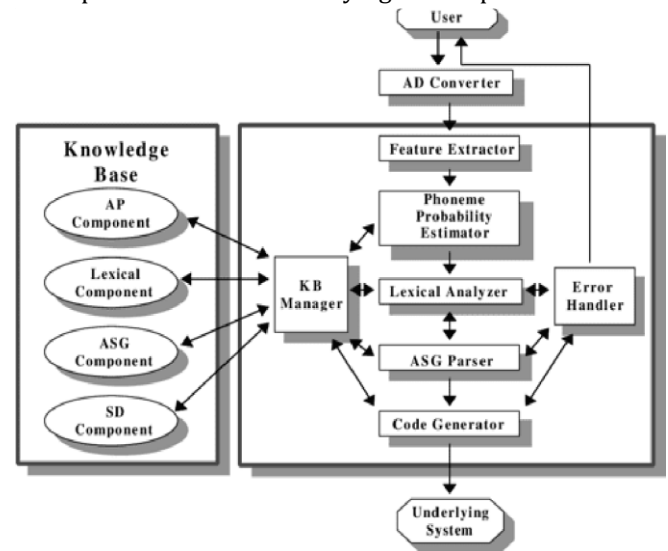 User
AD Converter
Feature Extractor
Knowledge
Base
AP
Component
Lexical
Component
ASG
Component
SD
Component
KB
Manager
Phoneme
Probability
Estimator
Lexical Analyzer
ASG Parser
Code Generator
Error
Handler
Underlying
System